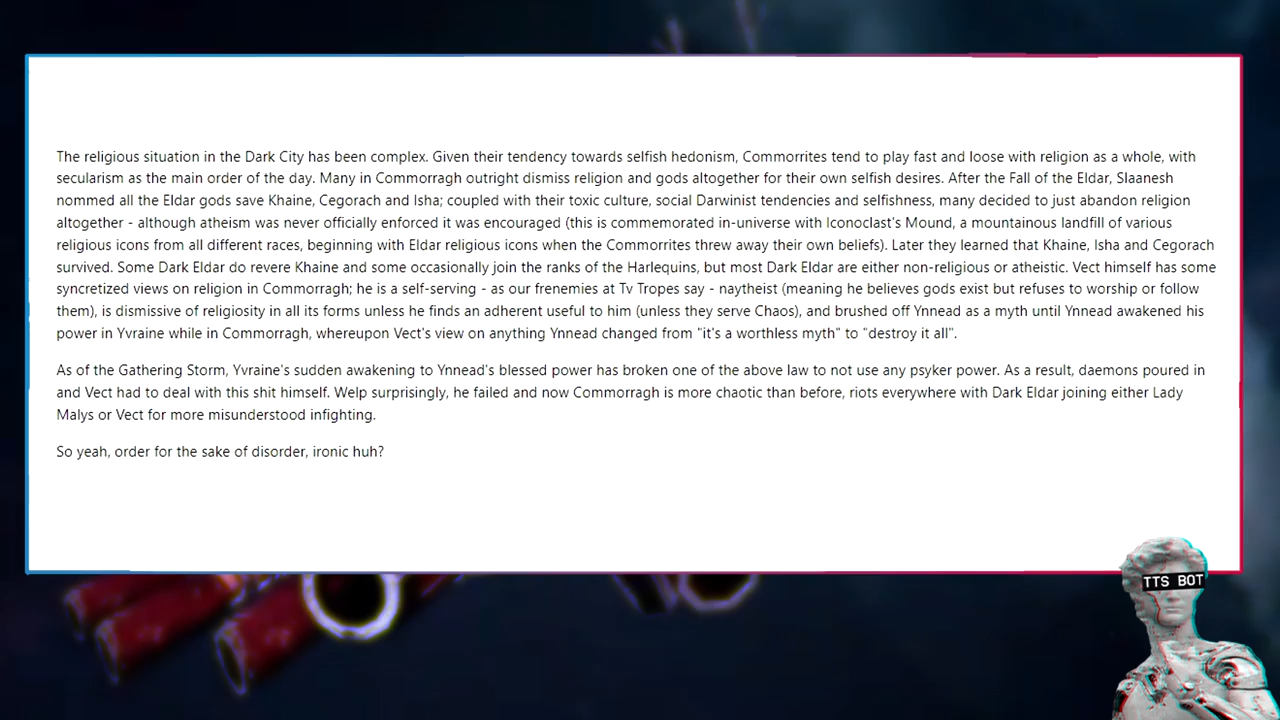 The religious situation in the Dark City has been complex. Given their tendency towards selfish hedonism, Commorrites tend to play fast and loose with religion as a whole, with
secularism as the main order of the day. Many in Commorragh outright dismiss religion and gods altogether for their own selfish desires. After the Fall of the Eldar, Slaanesh
nommed all the Eldar gods save Khaine, Cegorach and Isha; coupled with their toxic culture, social Darwinist tendencies and selfishness, many decided to just abandon religion
altogether - although atheism was never officially enforced it was encouraged (this is commemorated in-universe with Iconoclast's Mound, a mountainous landfill of various
religious icons from all different races, beginning with Eldar religious icons when the Commorrites threw away their own beliefs). Later they learned that Khaine, Isha and Cegorach
survived. Some Dark Eldar do revere Khaine and some occasionally join the ranks of the Harlequins, but most Dark Eldar are either non-religious or atheistic. Vect himself has some
syncretized views on religion in Commorragh; he is a self-serving - as our frenemies at Tv Tropes say - naytheist (meaning he believes gods exist but refuses to worship or follow
them), is dismissive of religiosity in all its forms unless he finds an adherent useful to him (unless they serve Chaos), and brushed off Ynnead as a myth until Ynnead awakened his
power in Yvraine while in Commorragh, whereupon Vect's view on anything Ynnead changed from "it's a worthless myth" to "destroy it all".
As of the Gathering Storm, Yvraine's sudden awakening to Ynnead's blessed power has broken one of the above law to not use any psyker power. As a result, daemons poured in
and Vect had to deal with this shit himself. Welp surprisingly, he failed and now Commorragh is more chaotic than before, riots everywhere with Dark Eldar joining either Lady
Malys or Vect for more misunderstood infighting.
So yeah, order for the sake of disorder, ironic huh?
TTS BOT